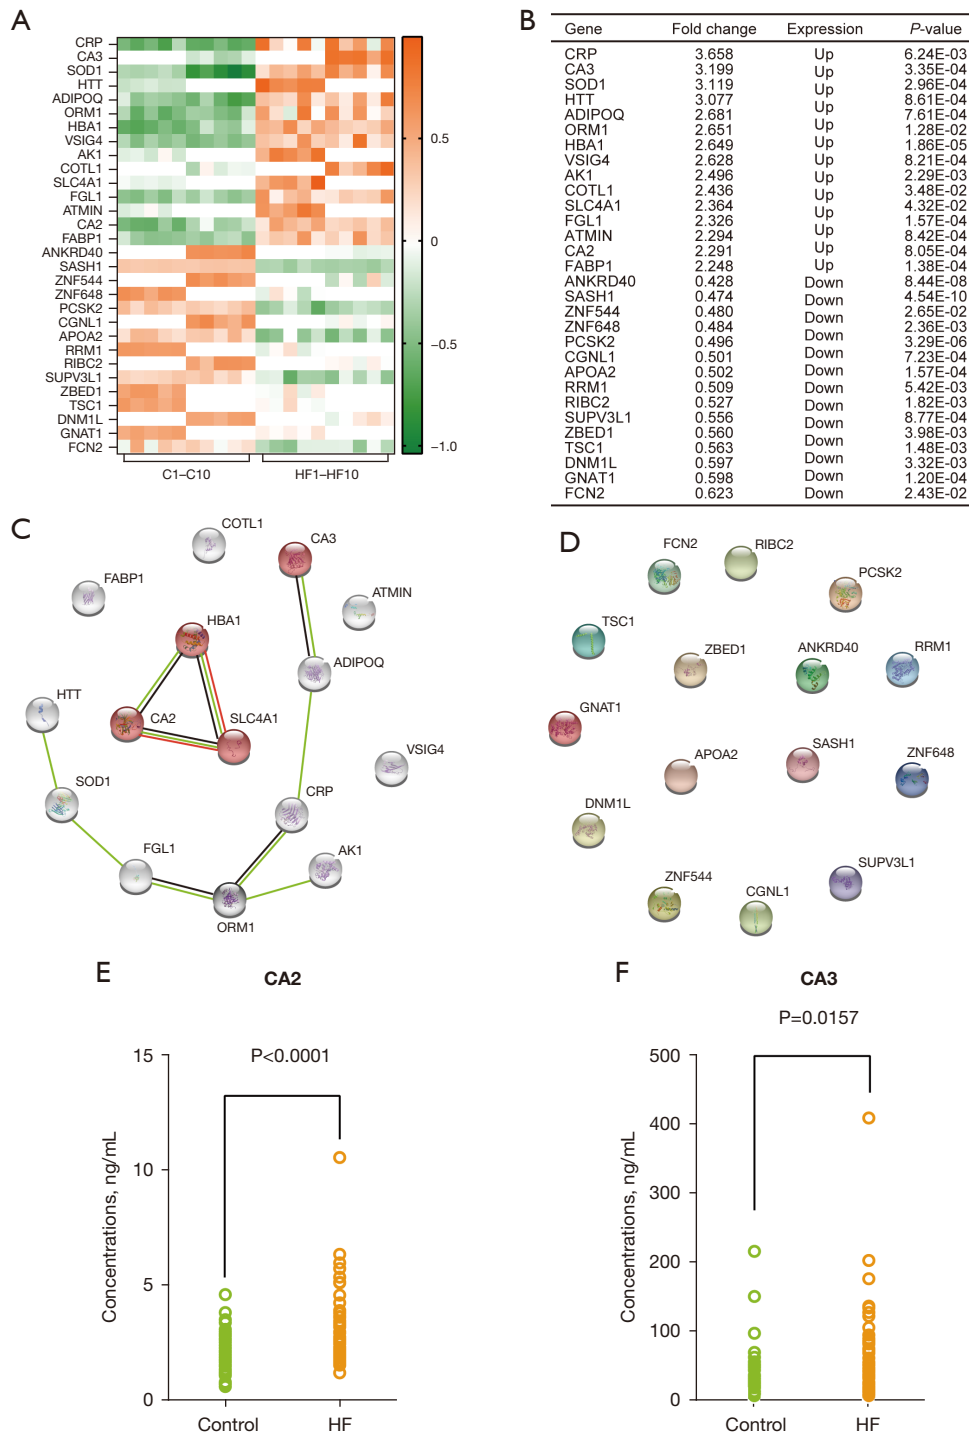 A
CRP
CA3
SOD1
HTT
ADIPOQ
ORM1
HBA1
VSIG4
AK1
COTL1
SLC4A1
FGL1
ATMIN
CA2
FABP1
ANKRD40
SASH1
ZNF544
ZNF648
PCSK2
CGNL1
APOA2
RRM1
RIBC2
SUPV3L1
ZBED1
TSC1
DNM1L
GNAT1
FCN2
C1–C10 HF1–HF10
0.5
0
–0.5
–1.0
B
Gene Fold change Expression P-value
CRP 3.658 Up 6.24E-03
CA3 3.199 Up 3.35E-04
SOD1 3.119 Up 2.96E-04
HTT 3.077 Up 8.61E-04
ADIPOQ 2.681 Up 7.61E-04
ORM1 2.651 Up 1.28E-02
HBA1 2.649 Up 1.86E-05
VSIG4 2.628 Up 8.21E-04
AK1 2.496 Up 2.29E-03
COTL1 2.436 Up 3.48E-02
SLC4A1 2.364 Up 4.32E-02
FGL1 2.326 Up 1.57E-04
ATMIN 2.294 Up 8.42E-04
CA2 2.291 Up 8.05E-04
FABP1 2.248 Up 1.38E-04
ANKRD40 0.428 Down 8.44E-08
SASH1 0.474 Down 4.54E-10
ZNF544 0.480 Down 2.65E-02
ZNF648 0.484 Down 2.36E-03
PCSK2 0.496 Down 3.29E-06
CGNL1 0.501 Down 7.23E-04
APOA2 0.502 Down 1.57E-04
RRM1 0.509 Down 5.42E-03
RIBC2 0.527 Down 1.82E-03
SUPV3L1 0.556 Down 8.77E-04
ZBED1 0.560 Down 3.98E-03
TSC1 0.563 Down 1.48E-03
DNM1L 0.597 Down 3.32E-03
GNAT1 0.598 Down 1.20E-04
FCN2 0.623 Down 2.43E-02
C
COTL1
CA3
FABP1
ATMIN
HBA1
ADIPOQ
HTT
CA2
SLC4A1
VSIG4
SOD1
CRP
FGL1
AK1
ORM1
D
FCN2
RIBC2
PCSK2
TSC1
ZBED1
ANKRD40
RRM1
GNAT1
APOA2
SASH1
ZNF648
DNM1L
SUPV3L1
ZNF544
CGNL1
E
CA2
P<0.0001
15
10
5
0
Concentrations, ng/mL
Control HF
F
CA3
P=0.0157
500
400
300
200
100
0
Concentrations, ng/mL
Control HF